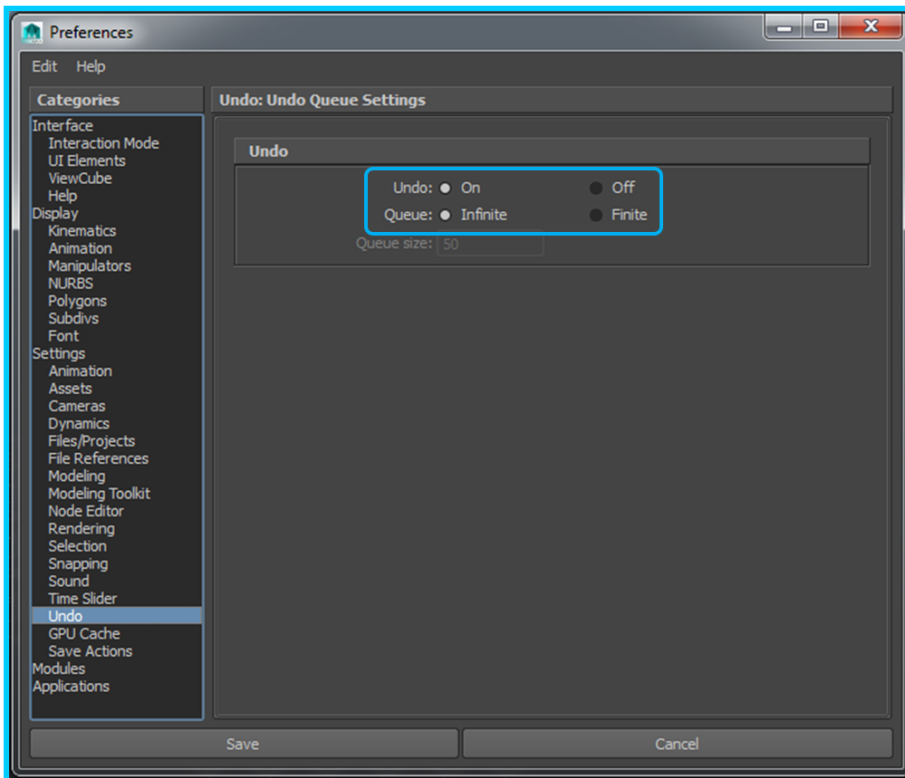 Preferences
Edit Help
Categories
Interface
Interaction Mode
UI Elements
ViewCube
Help
Display
Kinematics
Animation
Manipulators
NURBS
Polygons
Subdivs
Font
Settings
Animation
Assets
Cameras
Dynamics
Files/Projects
File References
Modeling
Modeling Toolkit
Node Editor
Rendering
Selection
Snapping
Sound
Time Slider
Undo
GPU Cache
Save Actions
Modules
Applications
Undo: Undo Queue Settings
Undo
Undo: On Off
Queue: Infinite Finite
Queue size: 50
Save Cancel